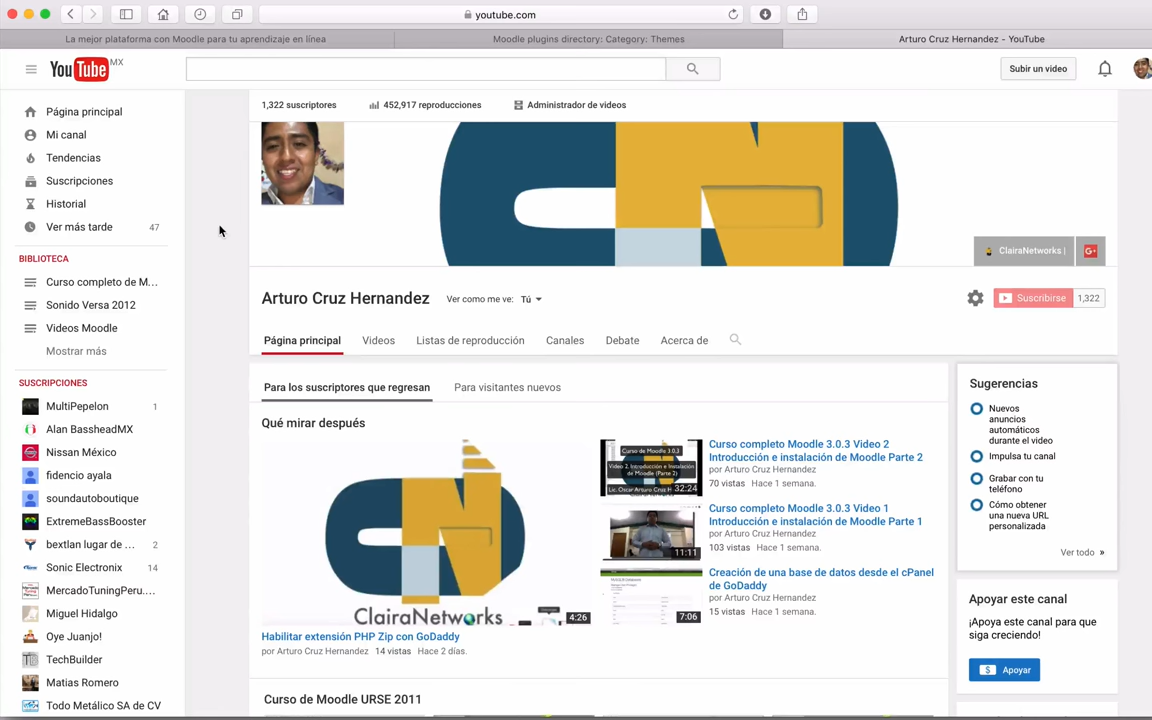 youtube.com
La mejor plataforma con Moodle para tu aprendizaje en línea
Moodle plugins directory: Category: Themes
Arturo Cruz Hernandez - YouTube
YouTube MX
Subir un video
Página principal
Mi canal
Tendencias
Suscripciones
Historial
Ver más tarde 47
BIBLIOTECA
Curso completo de M...
Sonido Versa 2012
Videos Moodle
Mostrar más
SUSCRIPCIONES
MultiPepelon 1
Alan BassheadMX
Nissan México
fidencio ayala
soundautoboutique
ExtremeBassBooster
bextlan lugar de ... 2
Sonic Electronix 14
MercadoTuningPeru....
Miguel Hidalgo
Oye Juanjo!
TechBuilder
Matias Romero
Todo Metálico SA de CV
1,322 suscriptores
452,917 reproducciones
Administrador de videos
ClairaNetworks |
G+
Arturo Cruz Hernandez
Ver como me ve: Tú
Suscribirse 1,322
Página principal
Videos
Listas de reproducción
Canales
Debate
Acerca de
Para los suscriptores que regresan
Para visitantes nuevos
Qué mirar después
ClairaNetworks
4:26
Habilitar extensión PHP Zip con GoDaddy
por Arturo Cruz Hernandez 14 vistas Hace 2 días.
Curso de Moodle 3.0.3
Video 2. Introducción e Instalación
de Moodle (Parte 2)
32:24
Curso completo Moodle 3.0.3 Video 2
Introducción e instalación de Moodle Parte 2
por Arturo Cruz Hernandez
70 vistas Hace 1 semana.
11:11
Curso completo Moodle 3.0.3 Video 1
Introducción e instalación de Moodle Parte 1
por Arturo Cruz Hernandez
103 vistas Hace 1 semana.
7:06
Creación de una base de datos desde el cPanel
de GoDaddy
por Arturo Cruz Hernandez
15 vistas Hace 1 semana.
Curso de Moodle URSE 2011
Sugerencias
Nuevos
anuncios
automáticos
durante el video
Impulsa tu canal
Grabar con tu
teléfono
Cómo obtener
una nueva URL
personalizada
Ver todo »
Apoyar este canal
¡Apoya este canal para que
siga creciendo!
$ Apoyar